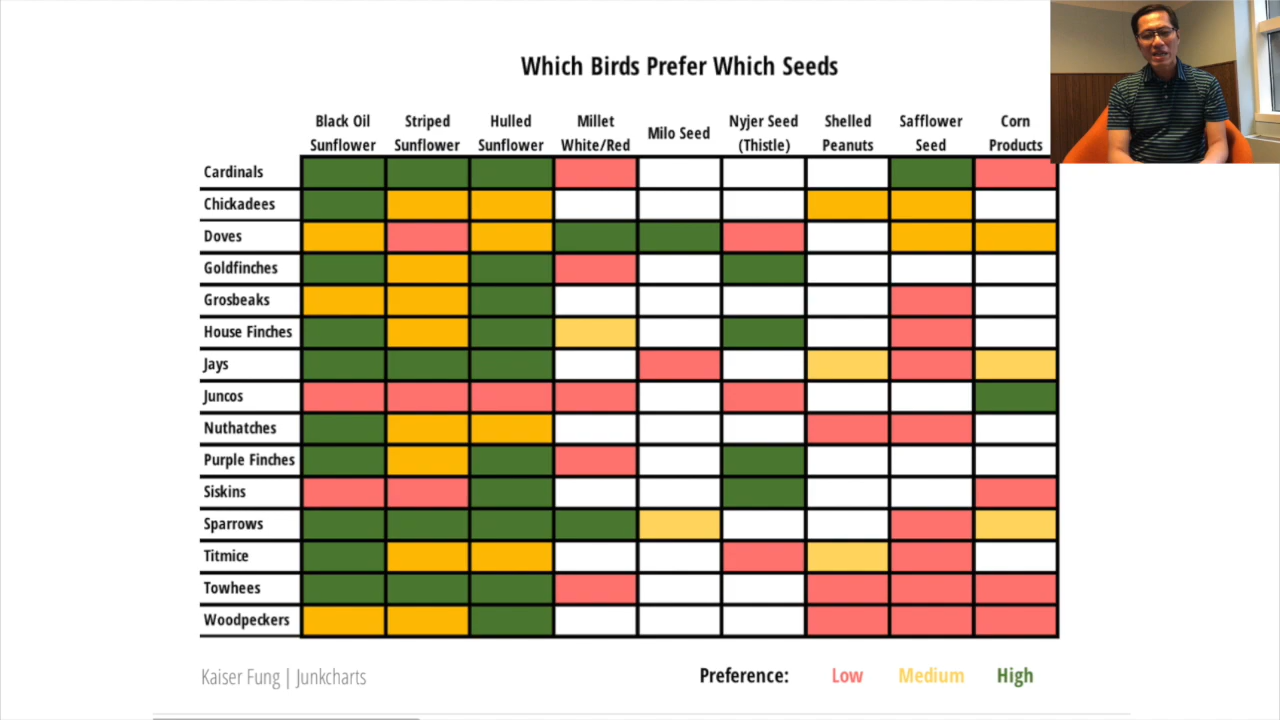 Which Birds Prefer Which Seeds
Black Oil Sunflower
Striped Sunflower
Hulled Sunflower
Millet White/Red
Milo Seed
Nyjer Seed (Thistle)
Shelled Peanuts
Safflower Seed
Corn Products
Cardinals
Chickadees
Doves
Goldfinches
Grosbeaks
House Finches
Jays
Juncos
Nuthatches
Purple Finches
Siskins
Sparrows
Titmice
Towhees
Woodpeckers
Kaiser Fung | Junkcharts
Preference: Low Medium High